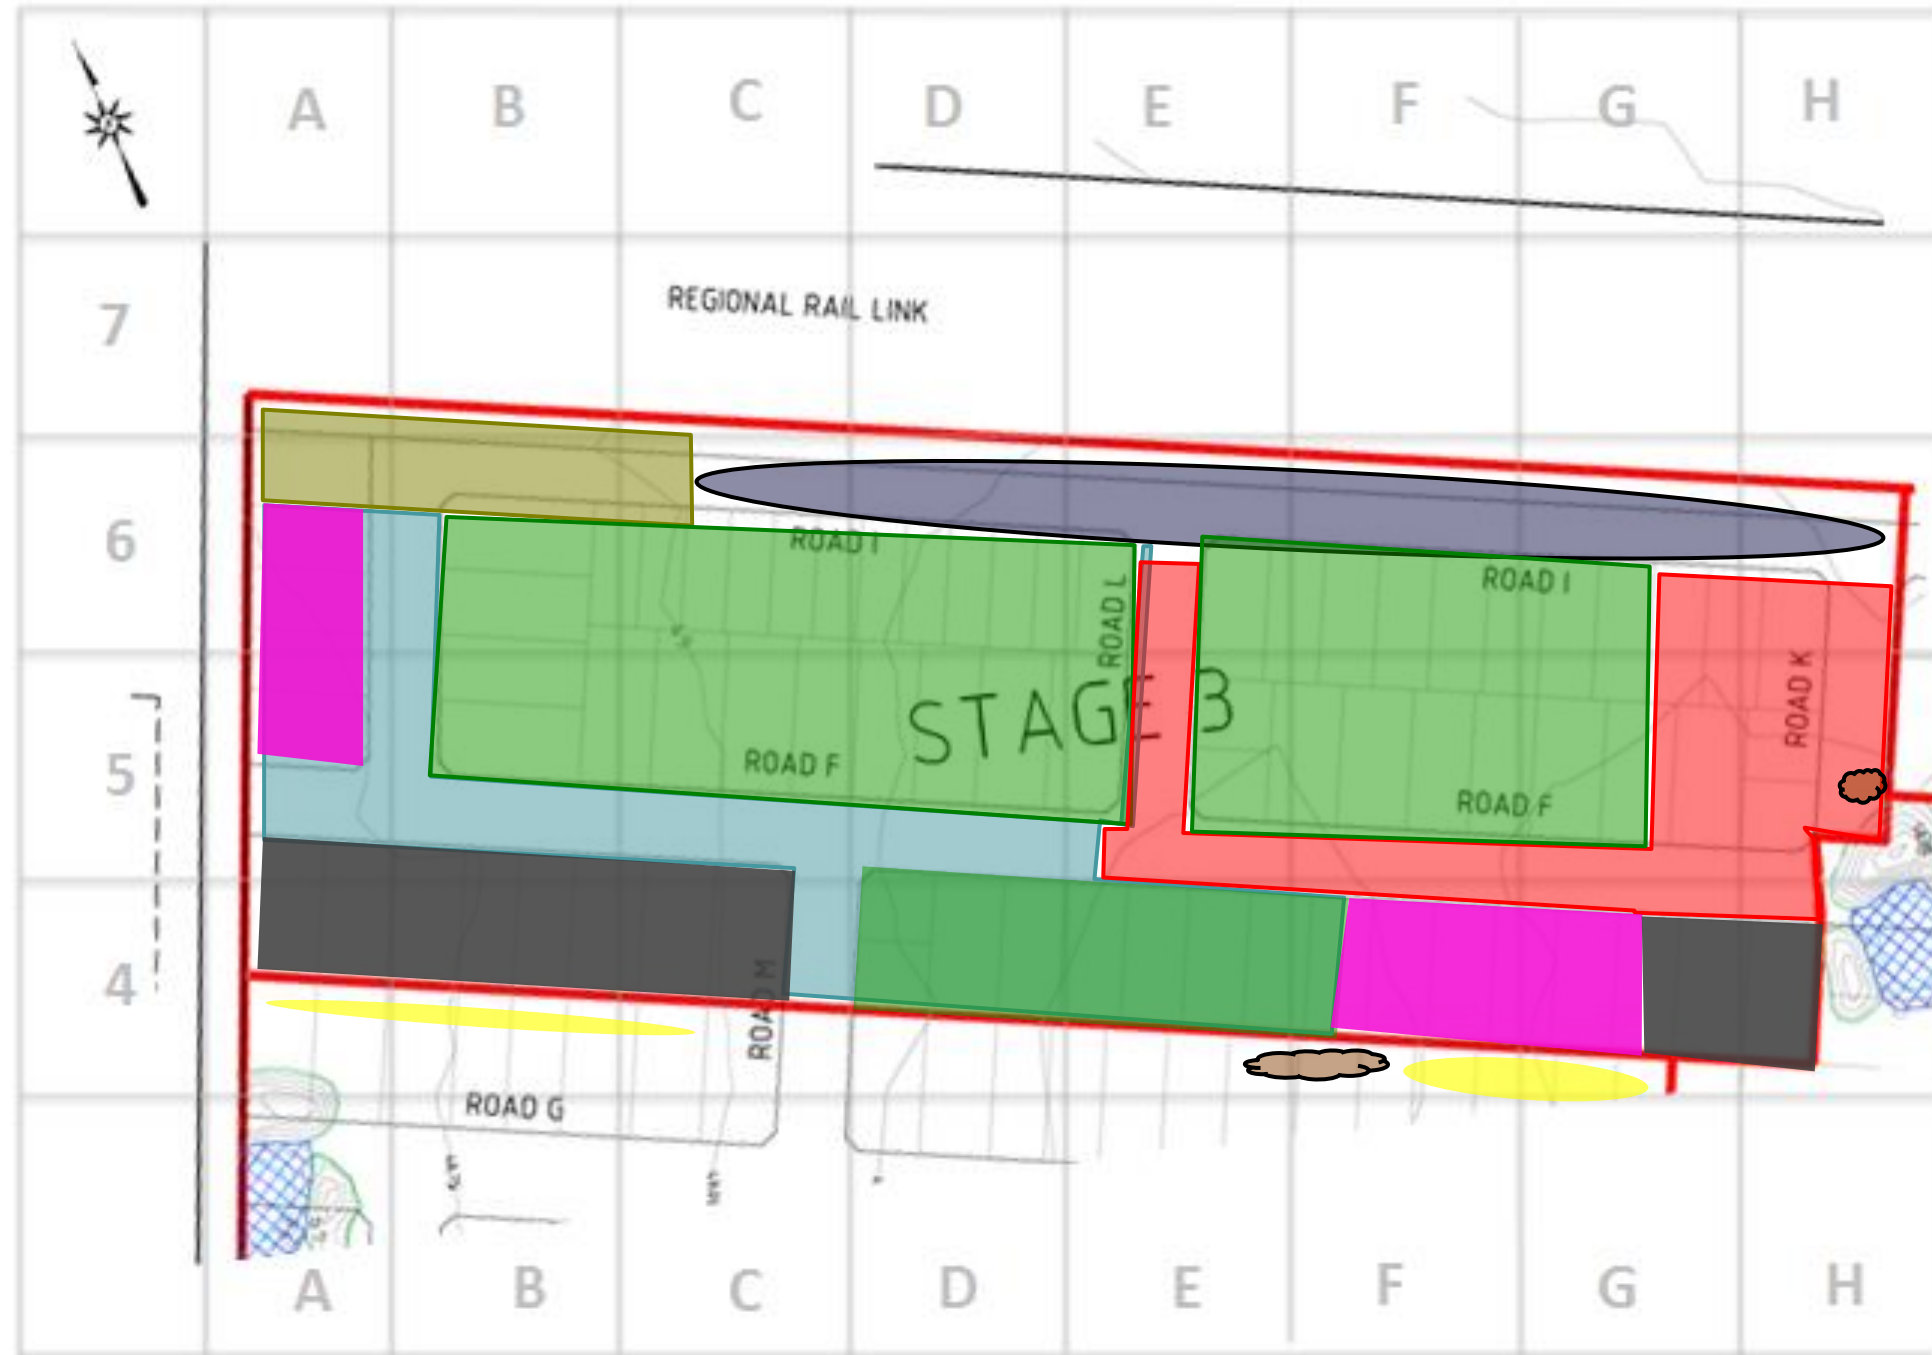 A B C D E F G H
7
REGIONAL RAIL LINK
6
ROAD I
ROAD I
ROAD L
ROAD K
STAGE 3
5
ROAD F
ROAD F
4
ROAD M
ROAD G
A B C D E F G H